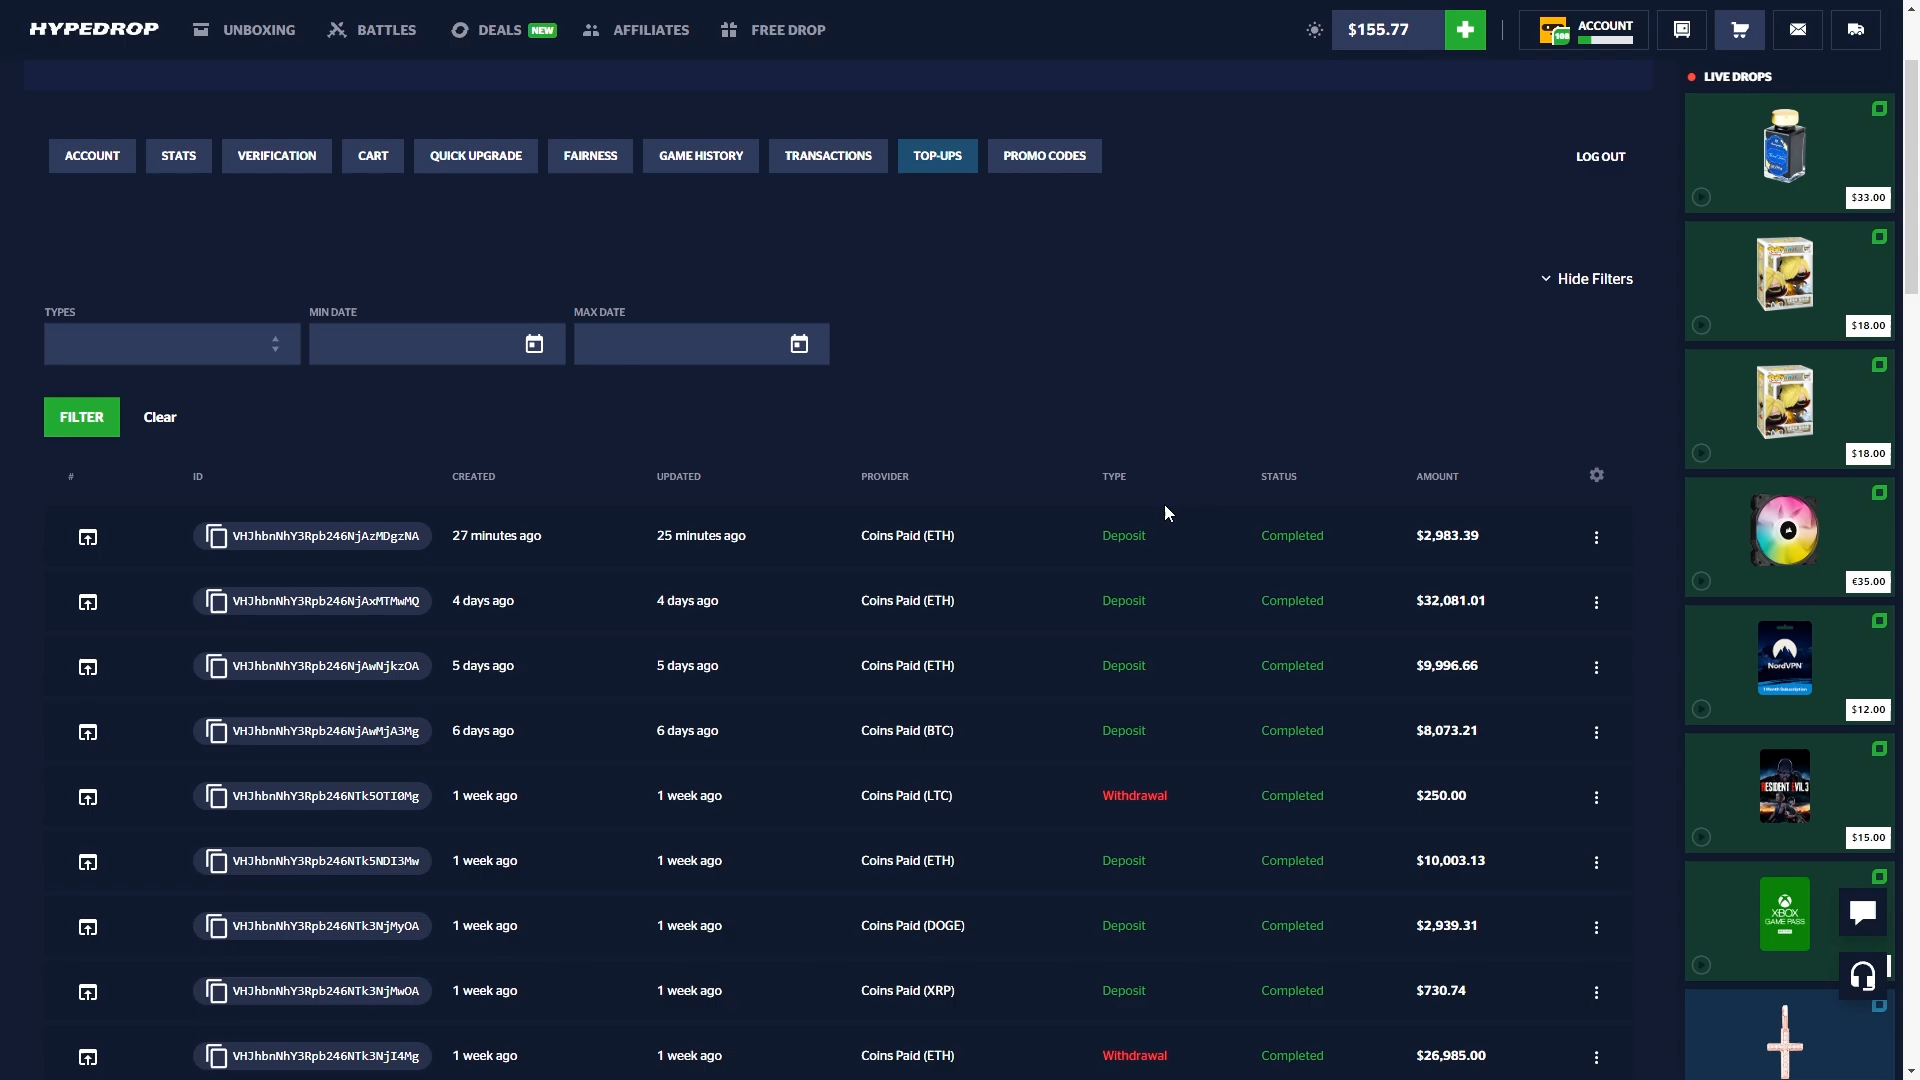 HYPEDROP UNBOXING BATTLES DEALS NEW AFFILIATES FREE DROP $155.77 108 ACCOUNT
LIVE DROPS
ACCOUNT STATS VERIFICATION CART QUICK UPGRADE FAIRNESS GAME HISTORY TRANSACTIONS TOP-UPS PROMO CODES LOG OUT
$33.00
Hide Filters
TYPES MIN DATE MAX DATE
$18.00
FILTER Clear
$18.00
# ID CREATED UPDATED PROVIDER TYPE STATUS AMOUNT
VHJhbnNhY3Rpb246NjAzMDgzNA 27 minutes ago 25 minutes ago Coins Paid (ETH) Deposit Completed $2,983.39
€35.00
VHJhbnNhY3Rpb246NjAxMTMwMQ 4 days ago 4 days ago Coins Paid (ETH) Deposit Completed $32,081.01
VHJhbnNhY3Rpb246NjAwNjkzOA 5 days ago 5 days ago Coins Paid (ETH) Deposit Completed $9,996.66
NordVPN
1 Month Subscription
$12.00
VHJhbnNhY3Rpb246NjAwMjA3Mg 6 days ago 6 days ago Coins Paid (BTC) Deposit Completed $8,073.21
VHJhbnNhY3Rpb246NTk5OTI0Mg 1 week ago 1 week ago Coins Paid (LTC) Withdrawal Completed $250.00
RESIDENT EVIL 3
$15.00
VHJhbnNhY3Rpb246NTk5NDI3Mw 1 week ago 1 week ago Coins Paid (ETH) Deposit Completed $10,003.13
XBOX
GAME PASS
VHJhbnNhY3Rpb246NTk3NjMyOA 1 week ago 1 week ago Coins Paid (DOGE) Deposit Completed $2,939.31
VHJhbnNhY3Rpb246NTk3NjMwOA 1 week ago 1 week ago Coins Paid (XRP) Deposit Completed $730.74
VHJhbnNhY3Rpb246NTk3NjI4Mg 1 week ago 1 week ago Coins Paid (ETH) Withdrawal Completed $26,985.00